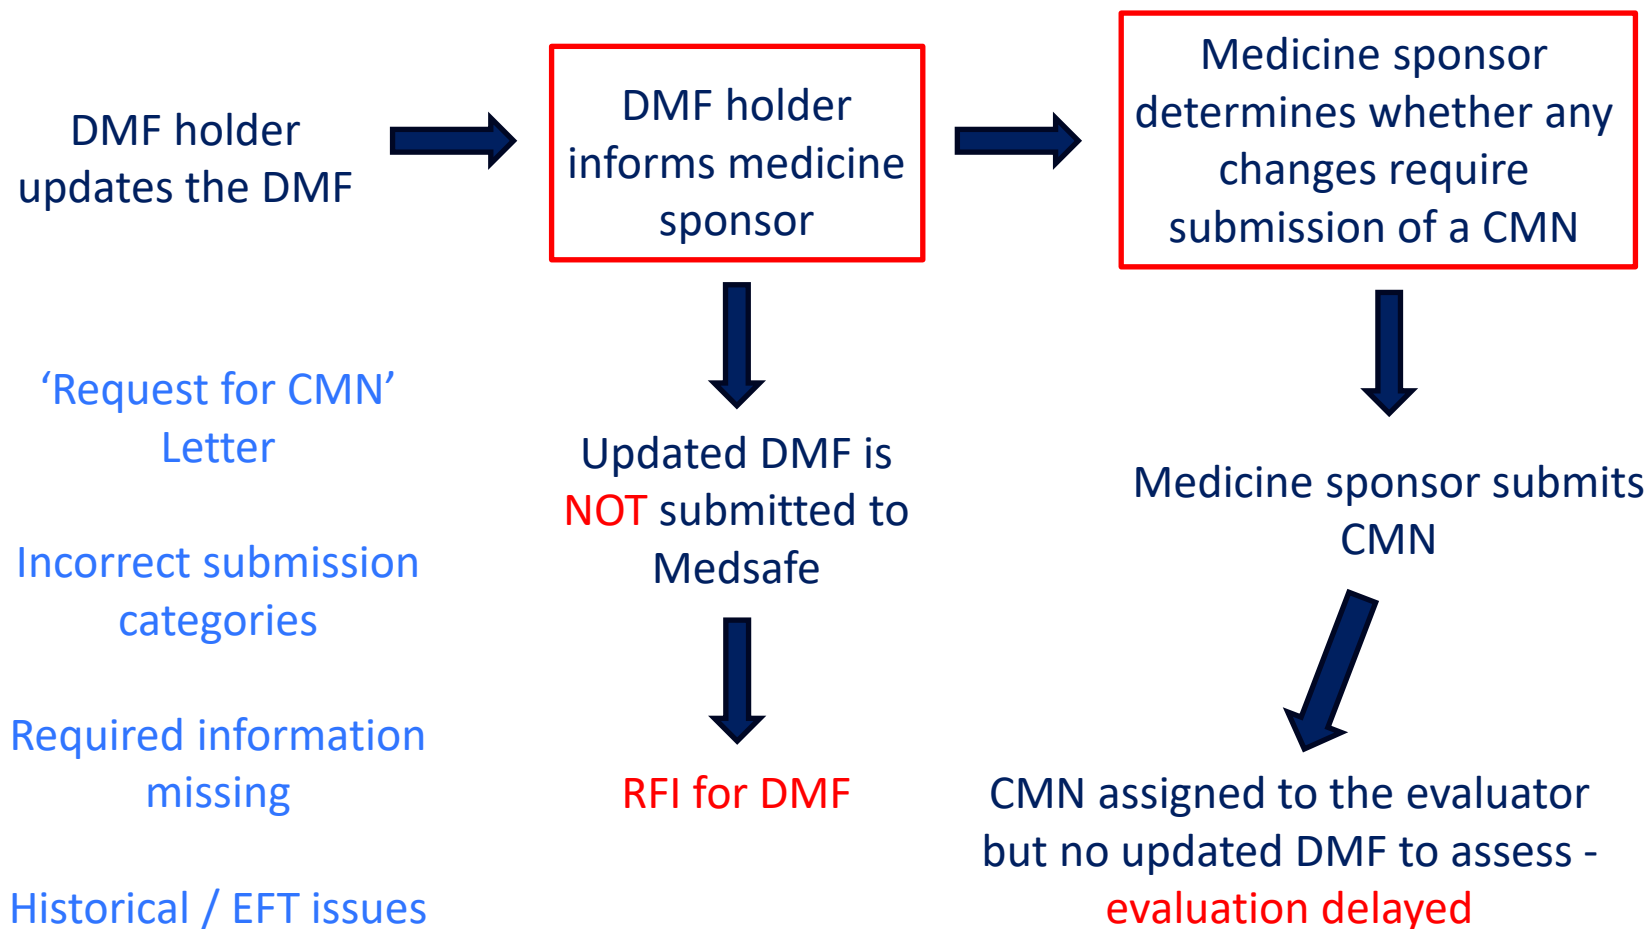 DMF holder
updates the DMF
DMF holder
informs medicine
sponsor
Medicine sponsor
determines whether any
changes require
submission of a CMN
‘Request for CMN’
Letter
Incorrect submission
categories
Required information
missing
Historical / EFT issues
Updated DMF is
NOT submitted to
Medsafe
RFI for DMF
Medicine sponsor submits
CMN
CMN assigned to the evaluator
but no updated DMF to assess -
evaluation delayed